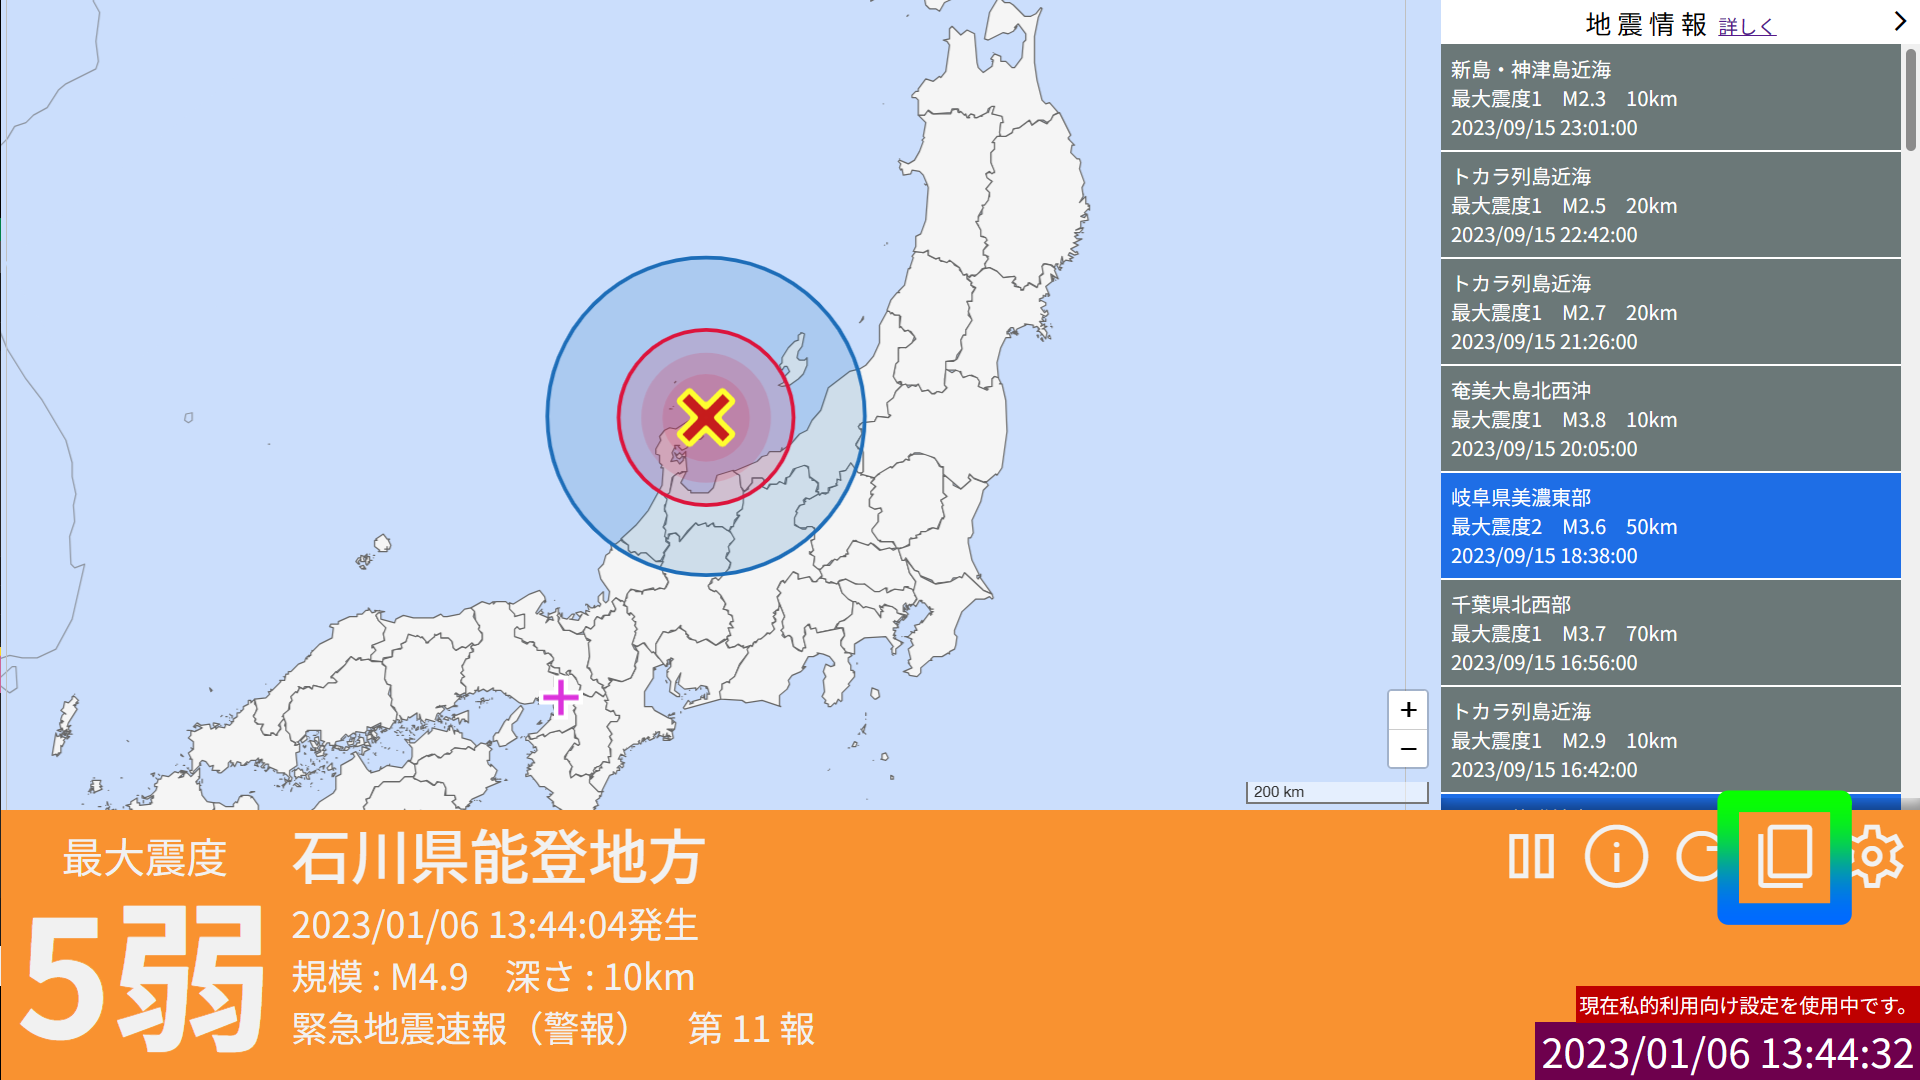 地震情報 詳しく
新島・神津島近海
最大震度1 M2.3 10km
2023/09/15 23:01:00
トカラ列島近海
最大震度1 M2.5 20km
2023/09/15 22:42:00
トカラ列島近海
最大震度1 M2.7 20km
2023/09/15 21:26:00
奄美大島北西沖
最大震度1 M3.8 10km
2023/09/15 20:05:00
岐阜県美濃東部
最大震度2 M3.6 50km
2023/09/15 18:38:00
千葉県北西部
最大震度1 M3.7 70km
2023/09/15 16:56:00
トカラ列島近海
最大震度1 M2.9 10km
2023/09/15 16:42:00
+
−
200 km
最大震度
5弱
石川県能登地方
2023/01/06 13:44:04発生
規模 : M4.9 深さ : 10km
緊急地震速報（警報） 第 11 報
現在私的利用向け設定を使用中です。
2023/01/06 13:44:32